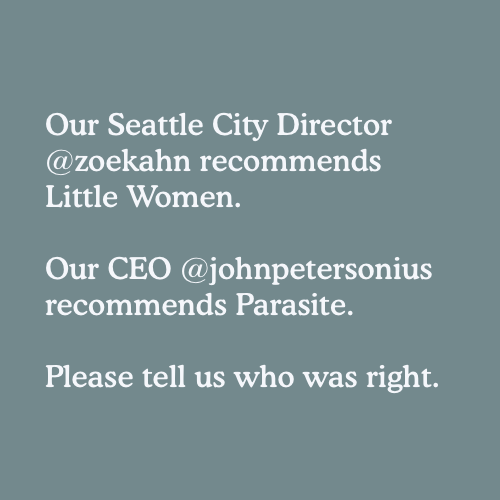 Our Seattle City Director
@zoekahn recommends
Little Women.
Our CEO @johnpetersonius
recommends Parasite.
Please tell us who was right.